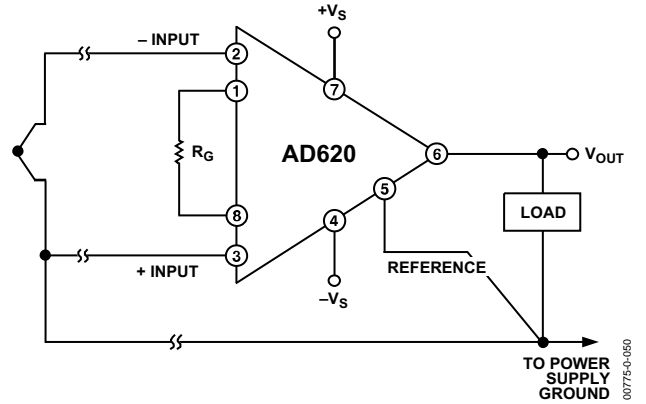 +VS
– INPUT
2
1
7
RG
AD620
6
VOUT
5
8
4
LOAD
3
+ INPUT
REFERENCE
–VS
TO POWER
SUPPLY
GROUND
00775-0-050